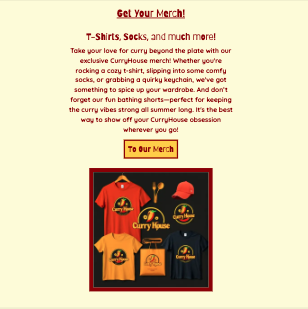 Get Your Merch!
T-Shirts, Socks, and much more!
Take your love for curry beyond the plate with our
exclusive CurryHouse merch! Whether you're
rocking a cozy t-shirt, slipping into some comfy
socks, or grabbing a quirky keychain, we've got
something to spice up your wardrobe. And don't
forget our fun bathing shorts—perfect for keeping
the curry vibes strong all summer long. It's the best
way to show off your CurryHouse obsession
wherever you go!
To Our Merch
Curry House
Curry House
Curry House
Curry House